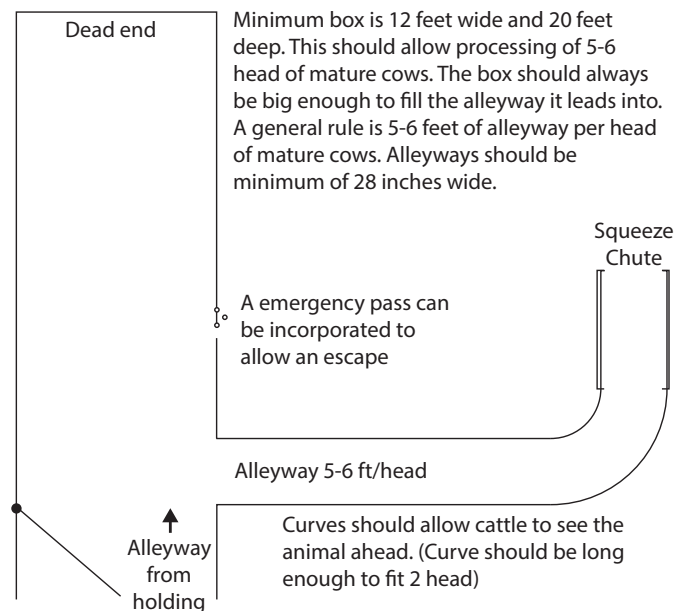 Dead end
Minimum box is 12 feet wide and 20 feet
deep. This should allow processing of 5-6
head of mature cows. The box should always
be big enough to fill the alleyway it leads into.
A general rule is 5-6 feet of alleyway per head
of mature cows. Alleyways should be
minimum of 28 inches wide.
Squeeze
Chute
A emergency pass can
be incorporated to
allow an escape
Alleyway 5-6 ft/head
Curves should allow cattle to see the
animal ahead. (Curve should be long
enough to fit 2 head)
Alleyway
from
holding